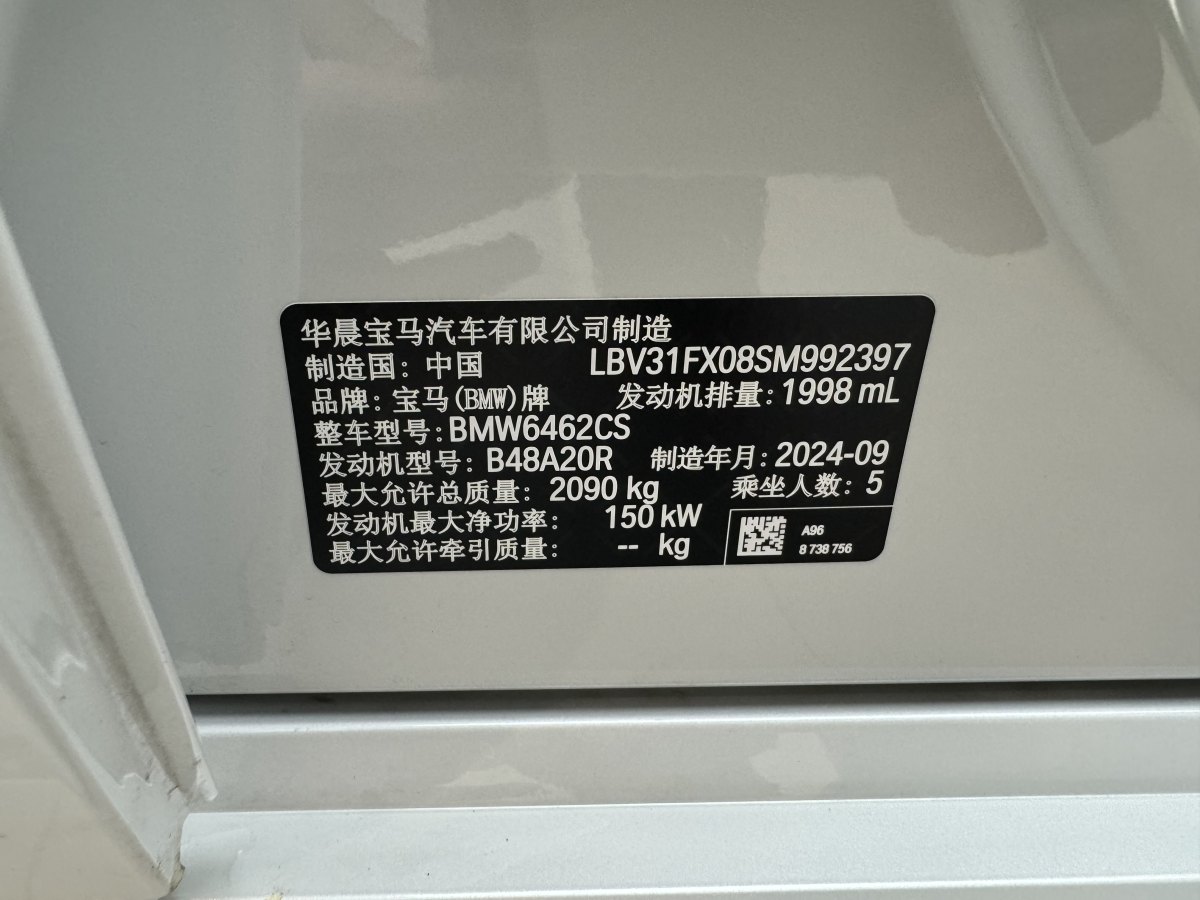 华晨宝马汽车有限公司制造
制造国: 中国 LBV31FX08SM992397
品牌: 宝马(BMW)牌 发动机排量: 1998 mL
整车型号: BMW6462CS
发动机型号: B48A20R 制造年月: 2024-09
最大允许总质量: 2090 kg 乘坐人数: 5
发动机最大净功率: 150 kW
最大允许牵引质量: -- kg
A96
8 738 756